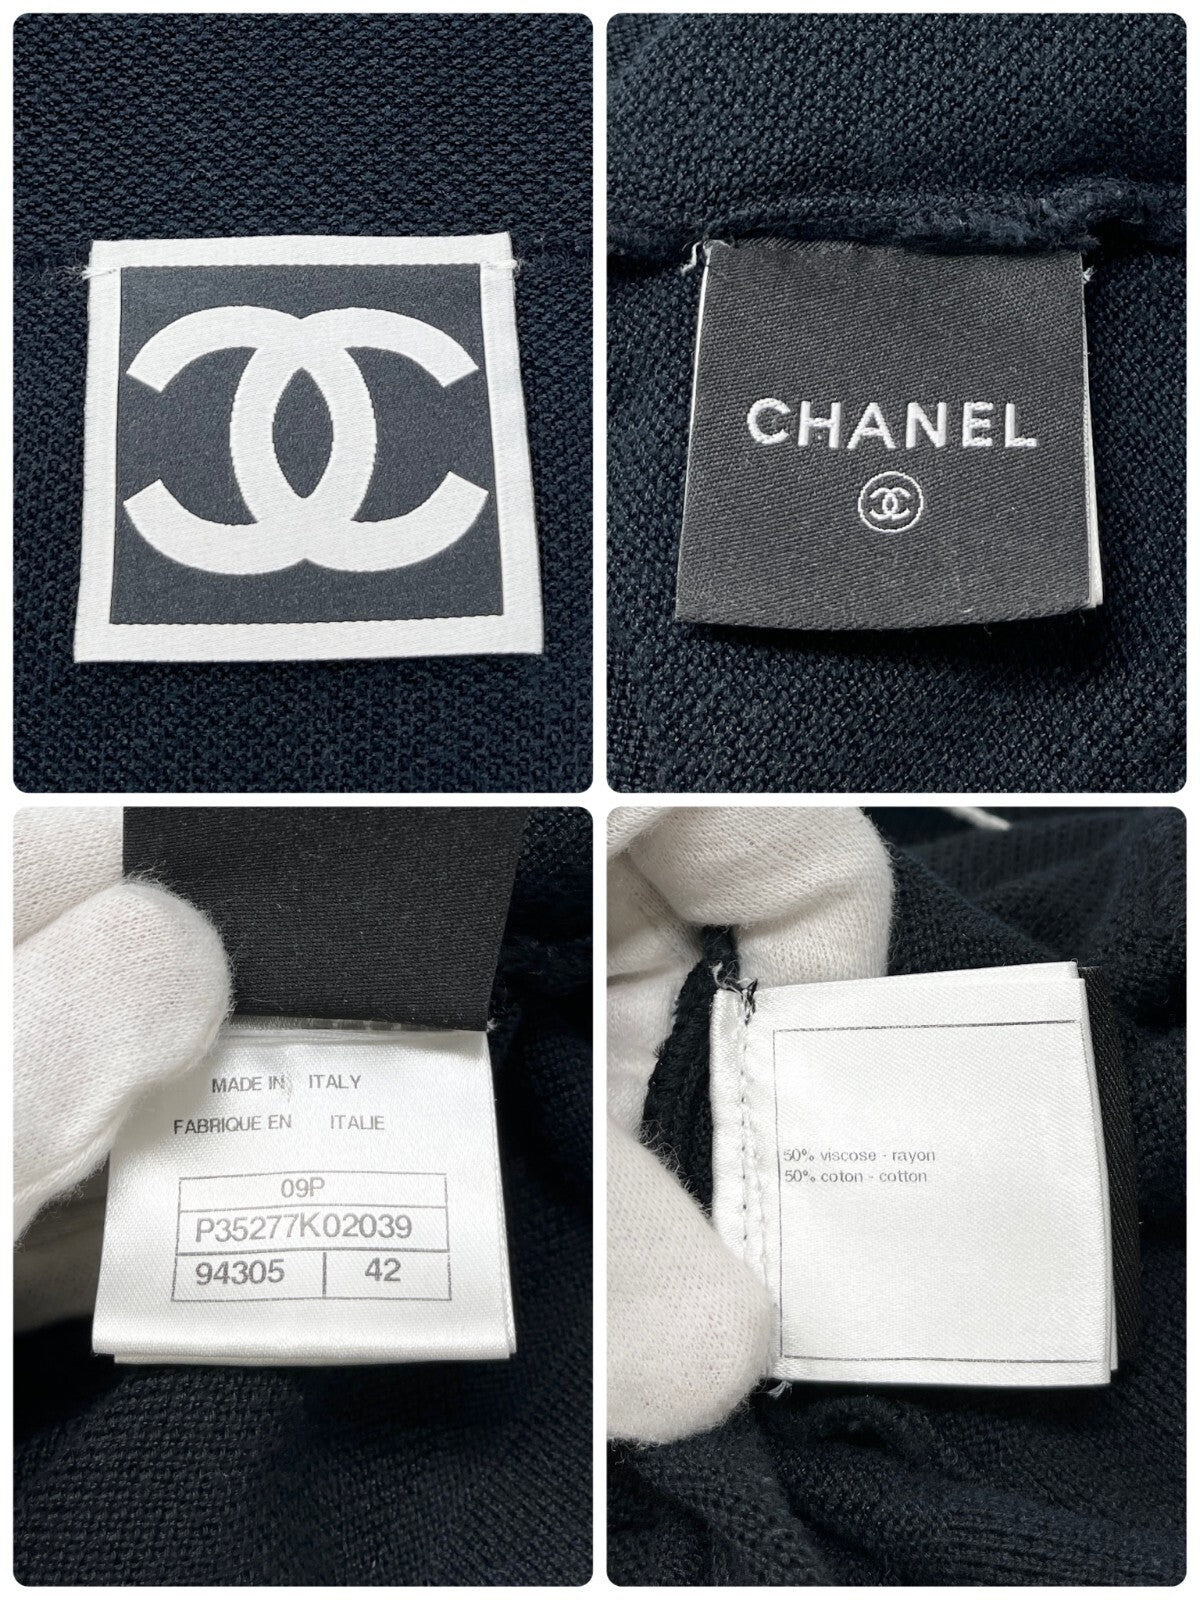 CHANEL
MADE IN ITALY
FABRIQUE EN ITALIE
09P
P35277K02039
94305 42
50% viscose - rayon
50% coton - cotton